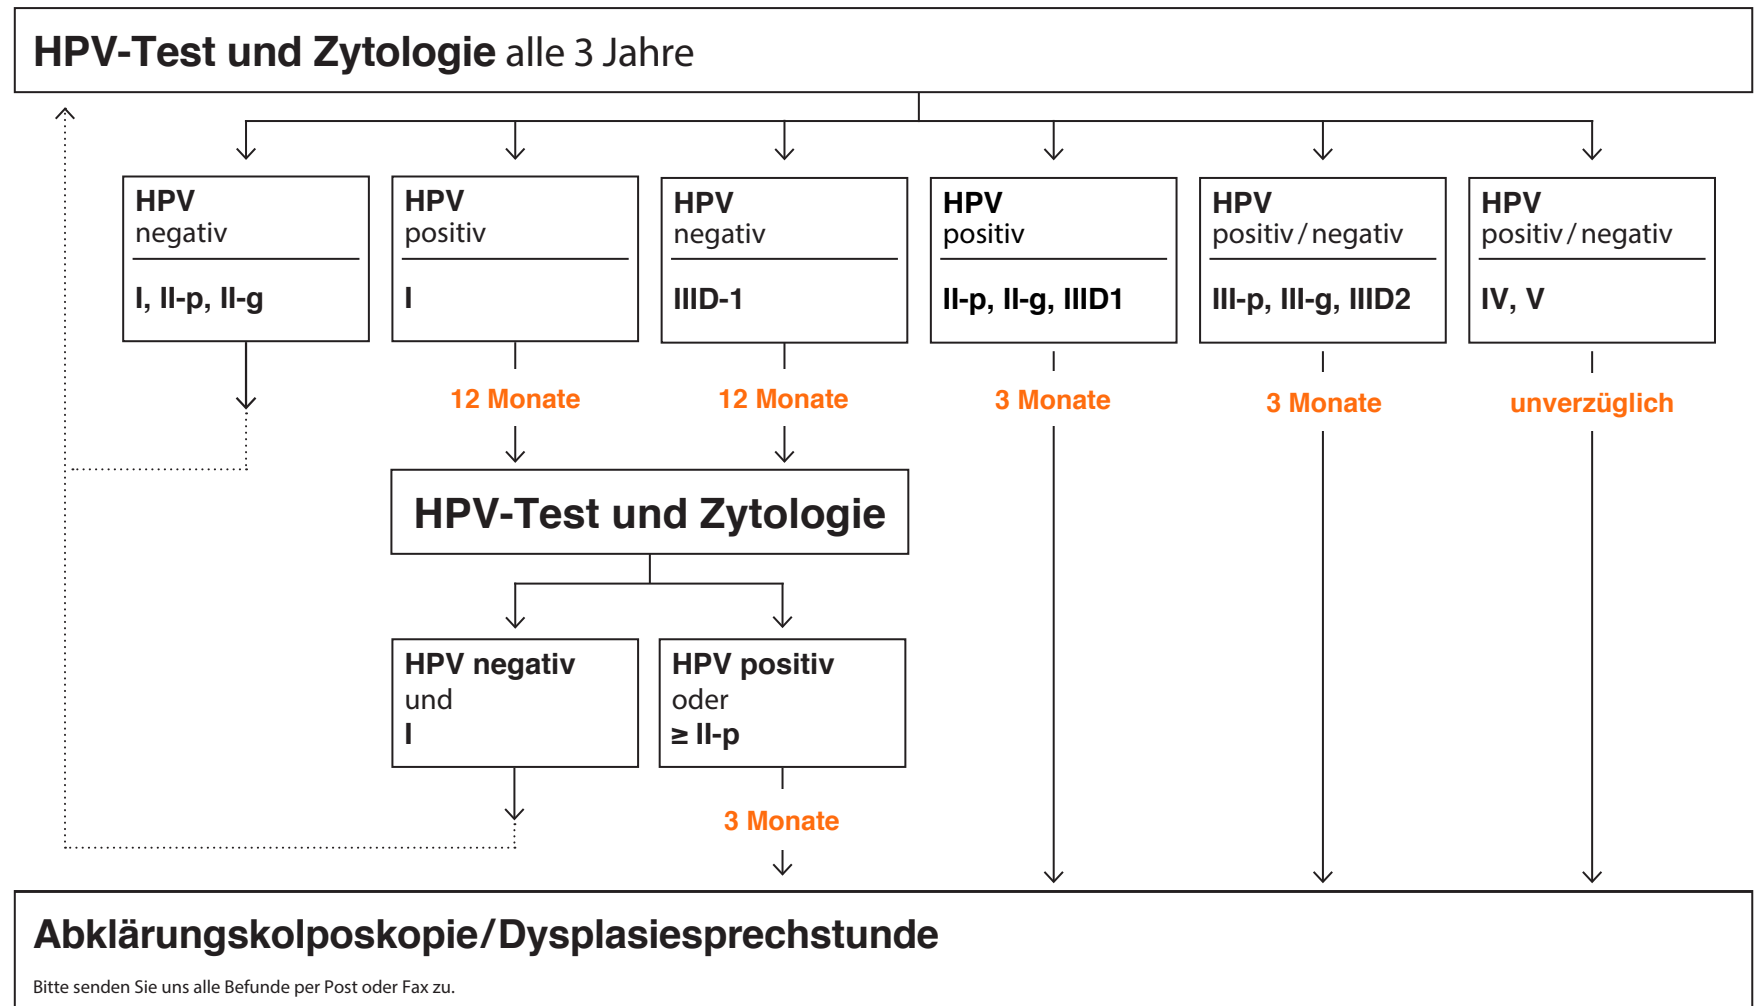 HPV-Test und Zytologie alle 3 Jahre
HPV
negativ
I, II-p, II-g
HPV
positiv
I
HPV
negativ
IIID-1
HPV
positiv
II-p, II-g, IIID1
HPV
positiv / negativ
III-p, III-g, IIID2
HPV
positiv / negativ
IV, V
12 Monate
12 Monate
3 Monate
3 Monate
unverzüglich
HPV-Test und Zytologie
HPV negativ
und
I
HPV positiv
oder
≥ II-p
3 Monate
Abklärungskolposkopie/Dysplasiesprechstunde
Bitte senden Sie uns alle Befunde per Post oder Fax zu.